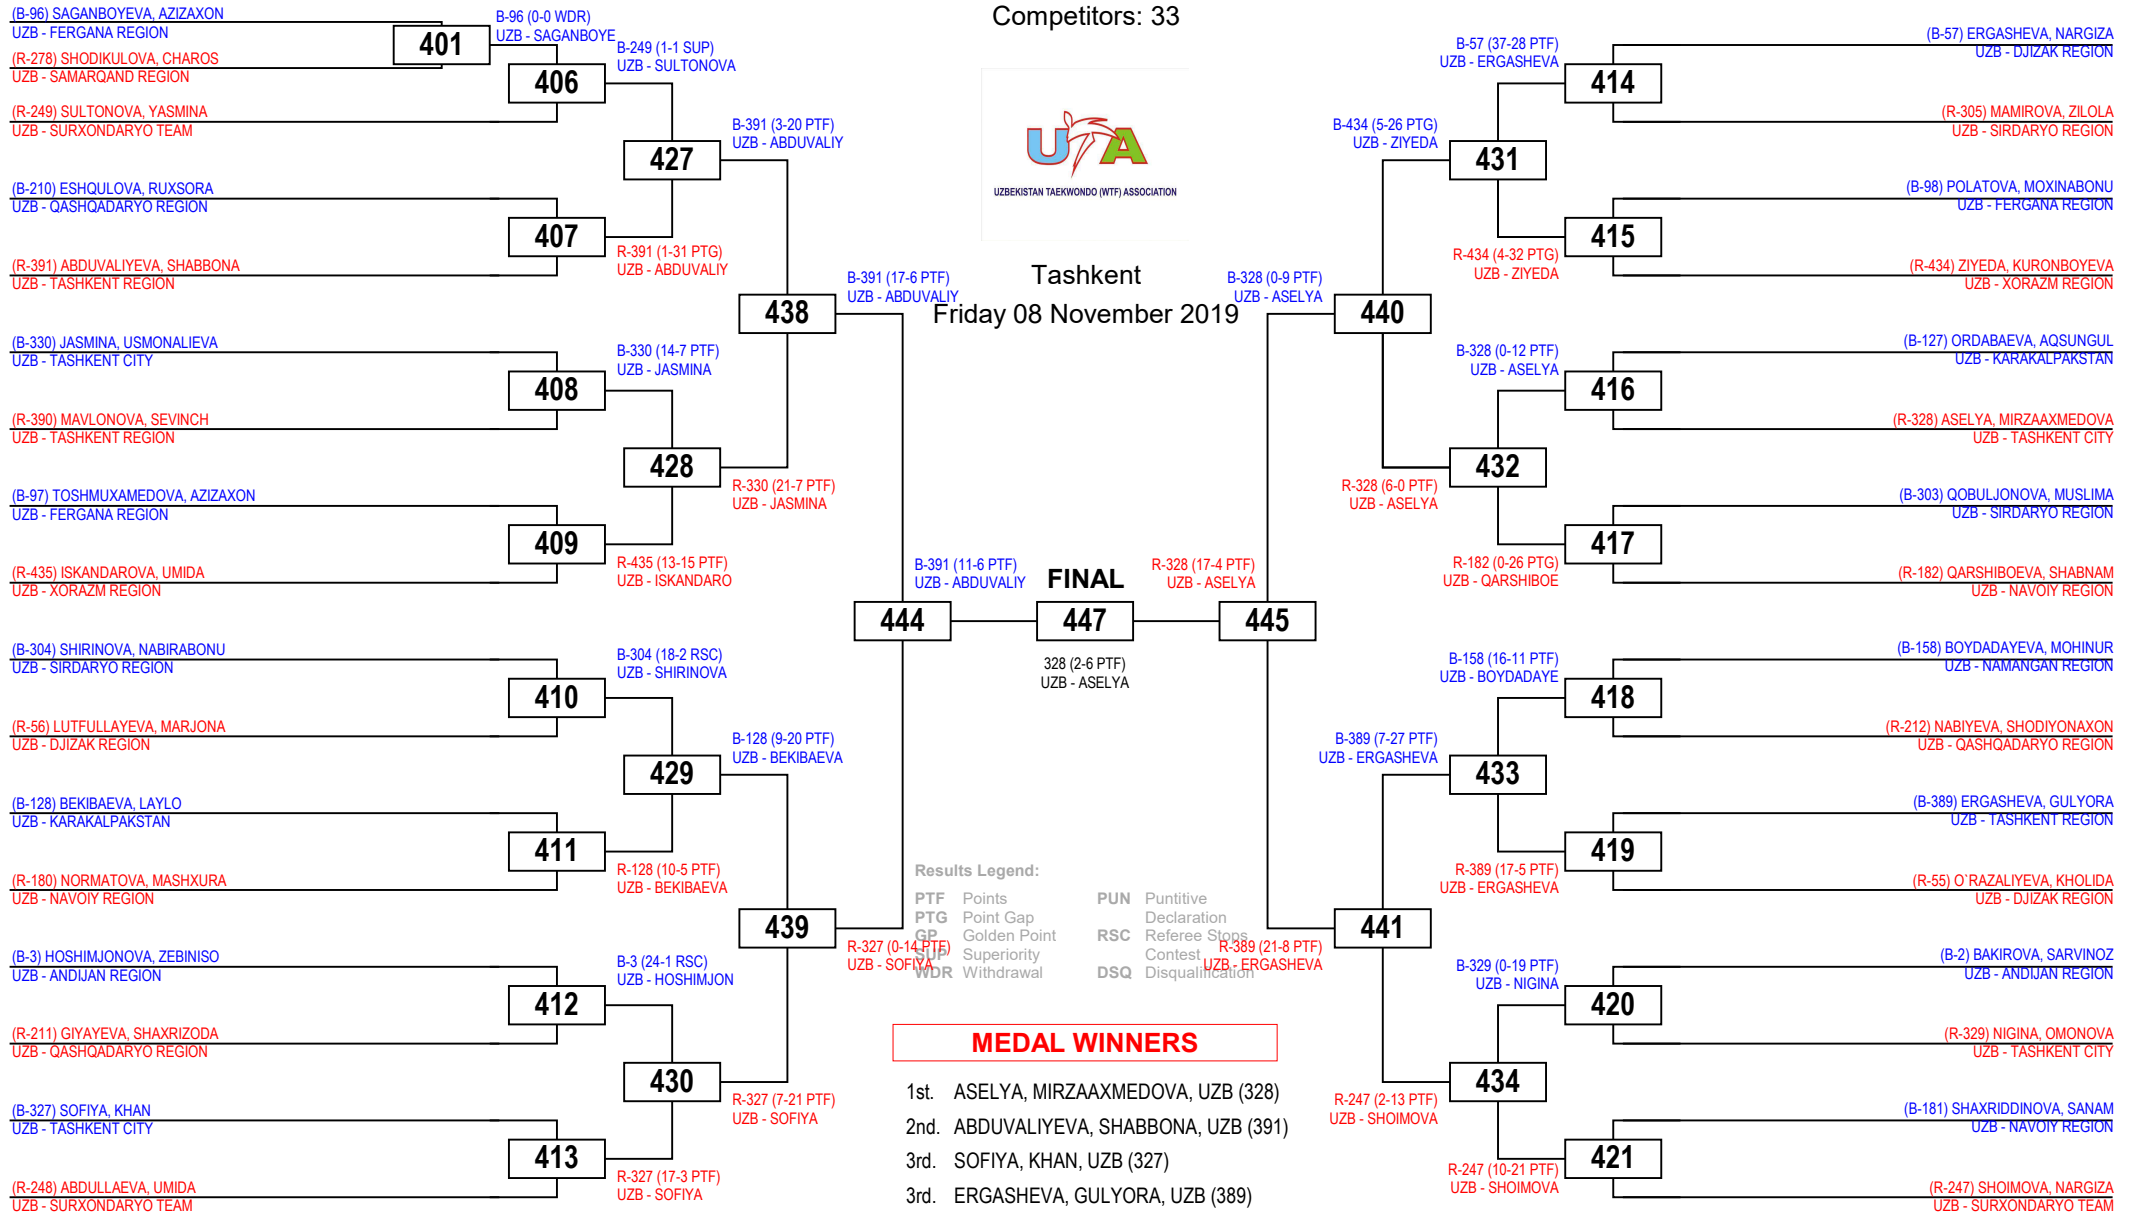 Competitors: 33
UTA
UZBEKISTAN TAEKWONDO (WTF) ASSOCIATION
Tashkent
Friday 08 November 2019
(B-96) SAGANBOYEVA, AZIZAXON
UZB - FERGANA REGION
(R-278) SHODIKULOVA, CHAROS
UZB - SAMARQAND REGION
(R-249) SULTONOVA, YASMINA
UZB - SURXONDARYO TEAM
(B-210) ESHQULOVA, RUXSORA
UZB - QASHQADARYO REGION
(R-391) ABDUVALIYEVA, SHABBONA
UZB - TASHKENT REGION
(B-330) JASMINA, USMONALIEVA
UZB - TASHKENT CITY
(R-390) MAVLONOVA, SEVINCH
UZB - TASHKENT REGION
(B-97) TOSHMUXAMEDOVA, AZIZAXON
UZB - FERGANA REGION
(R-435) ISKANDAROVA, UMIDA
UZB - XORAZM REGION
(B-304) SHIRINOVA, NABIRABONU
UZB - SIRDARYO REGION
(R-56) LUTFULLAYEVA, MARJONA
UZB - DJIZAK REGION
(B-128) BEKIBAEVA, LAYLO
UZB - KARAKALPAKSTAN
(R-180) NORMATOVA, MASHXURA
UZB - NAVOIY REGION
(B-3) HOSHIMJONOVA, ZEBINISO
UZB - ANDIJAN REGION
(R-211) GIYAYEVA, SHAXRIZODA
UZB - QASHQADARYO REGION
(B-327) SOFIYA, KHAN
UZB - TASHKENT CITY
(R-248) ABDULLAEVA, UMIDA
UZB - SURXONDARYO TEAM
401
B-96 (0-0 WDR)
UZB - SAGANBOYE
406
B-249 (1-1 SUP)
UZB - SULTONOVA
407
R-391 (1-31 PTG)
UZB - ABDUVALIY
408
B-330 (14-7 PTF)
UZB - JASMINA
409
R-435 (13-15 PTF)
UZB - ISKANDARO
410
B-304 (18-2 RSC)
UZB - SHIRINOVA
411
R-128 (10-5 PTF)
UZB - BEKIBAEVA
412
B-3 (24-1 RSC)
UZB - HOSHIMJON
413
R-327 (17-3 PTF)
UZB - SOFIYA
427
B-391 (3-20 PTF)
UZB - ABDUVALIY
428
R-330 (21-7 PTF)
UZB - JASMINA
429
B-128 (9-20 PTF)
UZB - BEKIBAEVA
430
R-327 (7-21 PTF)
UZB - SOFIYA
438
B-391 (17-6 PTF)
UZB - ABDUVALIY
439
R-327 (0-14 PTF)
UZB - SOFIYA
444
B-391 (11-6 PTF)
UZB - ABDUVALIY
FINAL
447
328 (2-6 PTF)
UZB - ASELYA
R-328 (17-4 PTF)
UZB - ASELYA
445
B-328 (0-9 PTF)
UZB - ASELYA
440
R-389 (21-8 PTF)
UZB - ERGASHEVA
441
B-434 (5-26 PTG)
UZB - ZIYEDA
431
R-328 (6-0 PTF)
UZB - ASELYA
432
B-389 (7-27 PTF)
UZB - ERGASHEVA
433
R-247 (2-13 PTF)
UZB - SHOIMOVA
434
B-57 (37-28 PTF)
UZB - ERGASHEVA
414
R-434 (4-32 PTG)
UZB - ZIYEDA
415
B-328 (0-12 PTF)
UZB - ASELYA
416
R-182 (0-26 PTG)
UZB - QARSHIBOE
417
B-158 (16-11 PTF)
UZB - BOYDADAYE
418
R-389 (17-5 PTF)
UZB - ERGASHEVA
419
B-329 (0-19 PTF)
UZB - NIGINA
420
R-247 (10-21 PTF)
UZB - SHOIMOVA
421
(B-57) ERGASHEVA, NARGIZA
UZB - DJIZAK REGION
(R-305) MAMIROVA, ZILOLA
UZB - SIRDARYO REGION
(B-98) POLATOVA, MOXINABONU
UZB - FERGANA REGION
(R-434) ZIYEDA, KURONBOYEVA
UZB - XORAZM REGION
(B-127) ORDABAEVA, AQSUNGUL
UZB - KARAKALPAKSTAN
(R-328) ASELYA, MIRZAAXMEDOVA
UZB - TASHKENT CITY
(B-303) QOBULJONOVA, MUSLIMA
UZB - SIRDARYO REGION
(R-182) QARSHIBOEVA, SHABNAM
UZB - NAVOIY REGION
(B-158) BOYDADAYEVA, MOHINUR
UZB - NAMANGAN REGION
(R-212) NABIYEVA, SHODIYONAXON
UZB - QASHQADARYO REGION
(B-389) ERGASHEVA, GULYORA
UZB - TASHKENT REGION
(R-55) O`RAZALIYEVA, KHOLIDA
UZB - DJIZAK REGION
(B-2) BAKIROVA, SARVINOZ
UZB - ANDIJAN REGION
(R-329) NIGINA, OMONOVA
UZB - TASHKENT CITY
(B-181) SHAXRIDDINOVA, SANAM
UZB - NAVOIY REGION
(R-247) SHOIMOVA, NARGIZA
UZB - SURXONDARYO TEAM
Results Legend:
PTF Points
PTG Point Gap
GP Golden Point
SUP Superiority
WDR Withdrawal
PUN Puntitive
Declaration
RSC Referee Stops
Contest
DSQ Disqualification
MEDAL WINNERS
1st. ASELYA, MIRZAAXMEDOVA, UZB (328)
2nd. ABDUVALIYEVA, SHABBONA, UZB (391)
3rd. SOFIYA, KHAN, UZB (327)
3rd. ERGASHEVA, GULYORA, UZB (389)